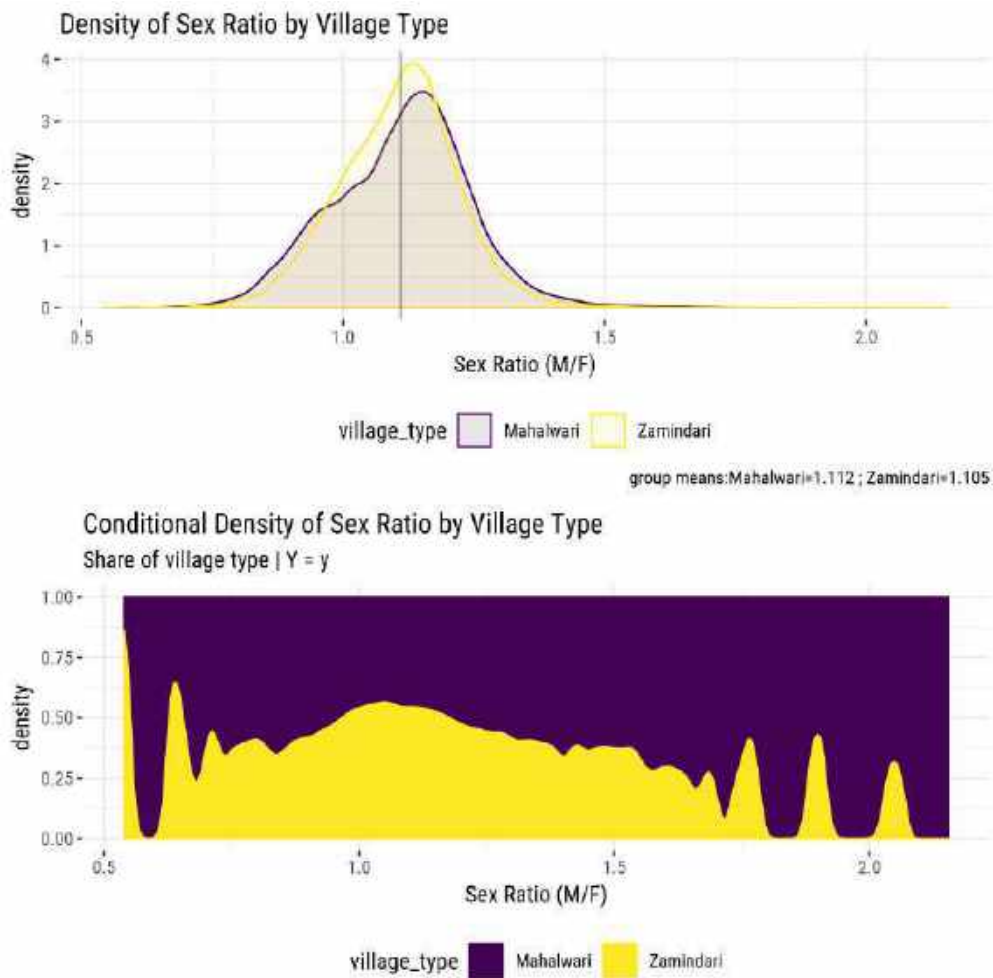 Density of Sex Ratio by Village Type
4
3
2
1
0
density
0.5 1.0 1.5 2.0
Sex Ratio (M/F)
village_type Mahalwari Zamindari
group means:Mahalwari=1.112 ; Zamindari=1.105
Conditional Density of Sex Ratio by Village Type
Share of village type | Y = y
1.00
0.75
0.50
0.25
0.00
density
0.5 1.0 1.5 2.0
Sex Ratio (M/F)
village_type Mahalwari Zamindari